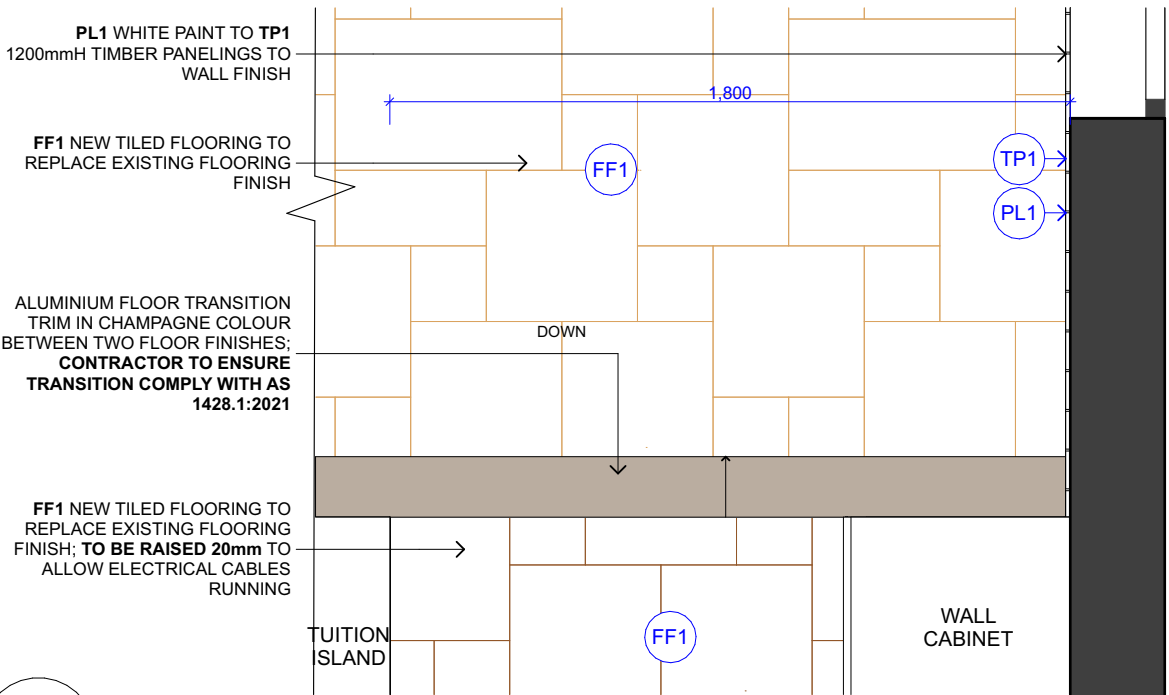 PL1 WHITE PAINT TO TP1
1200mmH TIMBER PANELINGS TO
WALL FINISH
1,800
FF1 NEW TILED FLOORING TO
REPLACE EXISTING FLOORING
FINISH
FF1
TP1
PL1
ALUMINIUM FLOOR TRANSITION
TRIM IN CHAMPAGNE COLOUR
BETWEEN TWO FLOOR FINISHES;
CONTRACTOR TO ENSURE
TRANSITION COMPLY WITH AS
1428.1:2021
DOWN
FF1 NEW TILED FLOORING TO
REPLACE EXISTING FLOORING
FINISH; TO BE RAISED 20mm TO
ALLOW ELECTRICAL CABLES
RUNNING
TUITION
ISLAND
FF1
WALL
CABINET